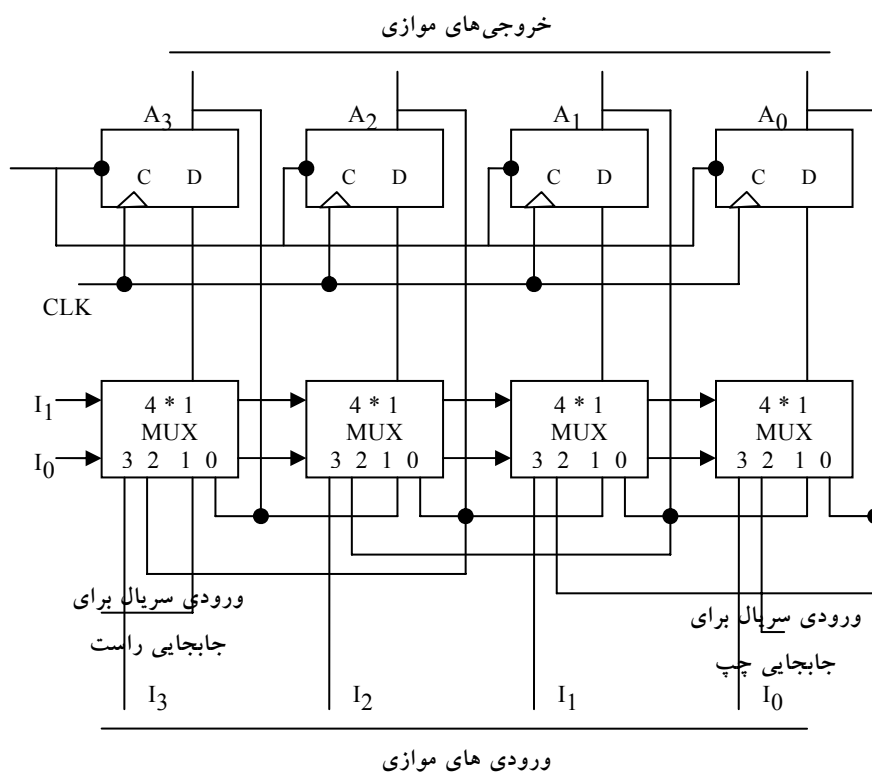 خروجی‌های موازی
A3 A2 A1 A0
C D C D C D C D
CLK
I1
4 * 1 4 * 1 4 * 1 4 * 1
MUX MUX MUX MUX
I0
3 2 1 0 3 2 1 0 3 2 1 0 3 2 1 0
ورودی سریال برای
جابجایی راست
ورودی سریال برای
جابجایی چپ
I3 I2 I1 I0
ورودی های موازی